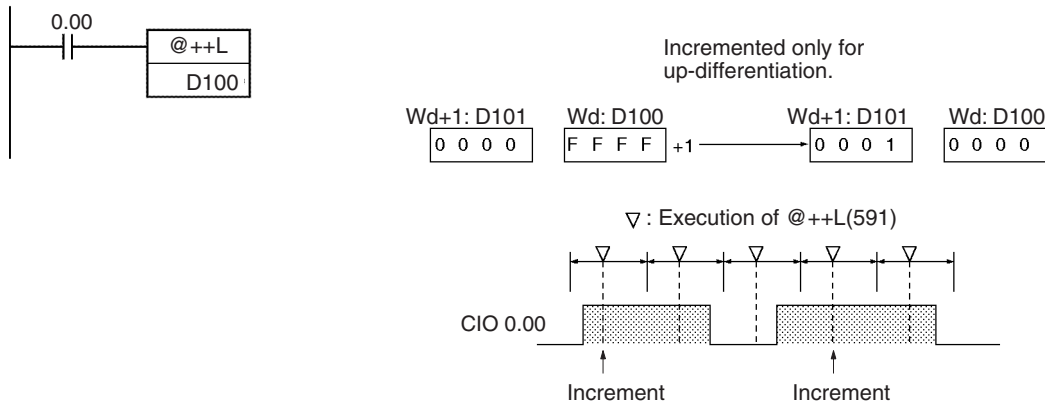 0.00
@++L
D100
Incremented only for
up-differentiation.
Wd+1: D101 Wd: D100 Wd+1: D101 Wd: D100
0 0 0 0 F F F F +1 0 0 0 1 0 0 0 0
▽ : Execution of @++L(591)
CIO 0.00
Increment Increment